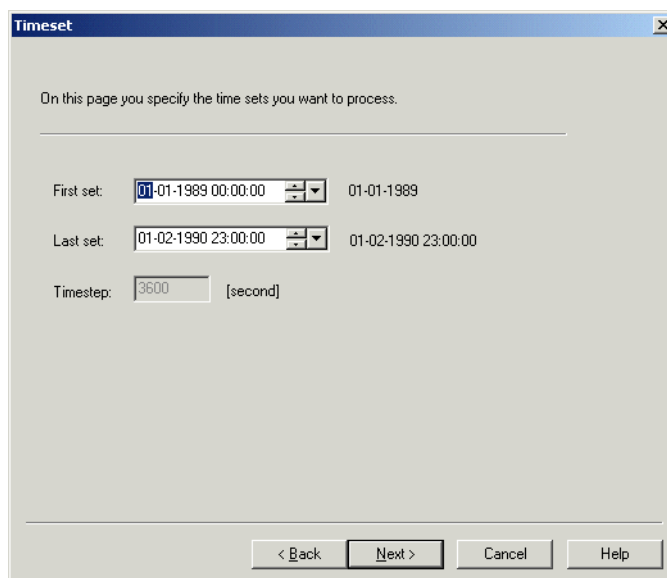 Timeset
On this page you specify the time sets you want to process.
First set: 01-01-1989 00:00:00 01-01-1989
Last set: 01-02-1990 23:00:00 01-02-1990 23:00:00
Timestep: 3600 [second]
< Back Next > Cancel Help